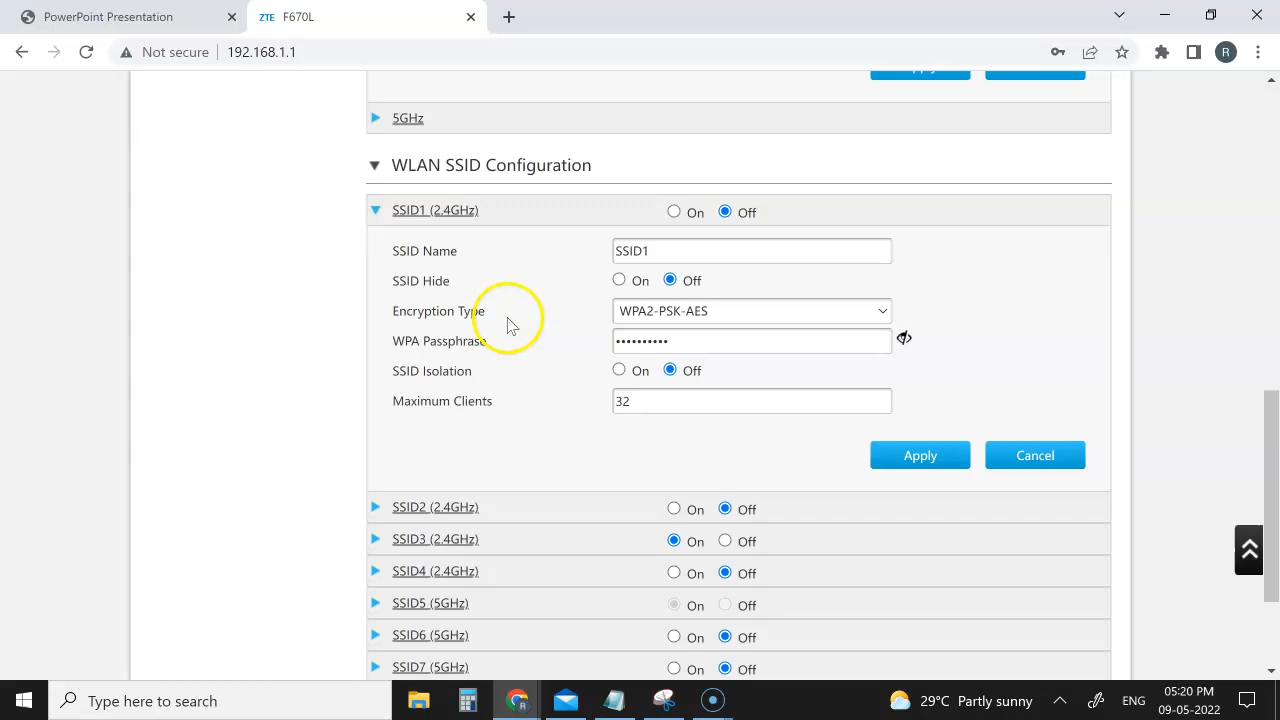 PowerPoint Presentation
ZTE F670L
Not secure 192.168.1.1
R
5GHz
WLAN SSID Configuration
SSID1 (2.4GHz) On Off
SSID Name SSID1
SSID Hide On Off
Encryption Type WPA2-PSK-AES
WPA Passphrase ••••••••••
SSID Isolation On Off
Maximum Clients 32
Apply Cancel
SSID2 (2.4GHz) On Off
SSID3 (2.4GHz) On Off
SSID4 (2.4GHz) On Off
SSID5 (5GHz) On Off
SSID6 (5GHz) On Off
SSID7 (5GHz) On Off
Type here to search
29°C Partly sunny
ENG
05:20 PM
09-05-2022